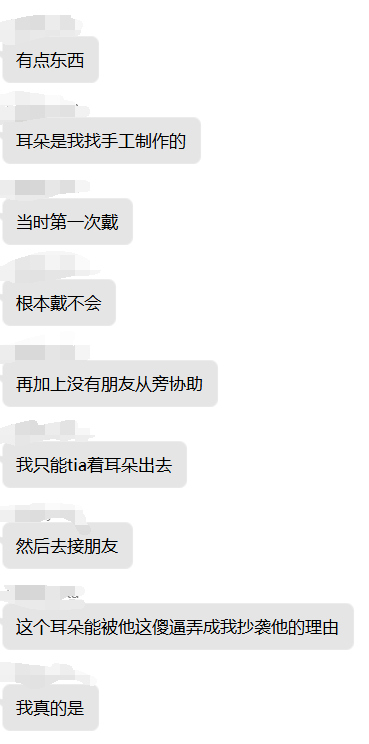 有点东西
耳朵是我找手工制作的
当时第一次戴
根本戴不会
再加上没有朋友从旁协助
我只能tia着耳朵出去
然后去接朋友
这个耳朵能被他这傻逼弄成我抄袭他的理由
我真的是